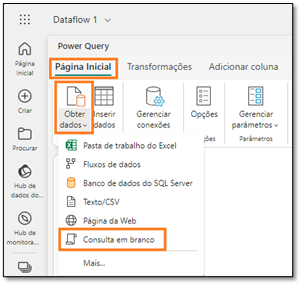 Dataflow 1
Power Query
Página Inicial
Transformações
Adicionar coluna
Página
Inicial
Criar
Procurar
Hub de
dados do...
Hub de
monitora...
Obter
dados
Inserir
dados
Gerenciar
conexões
Opções
Gerenciar
parâmetros
Parâmetros
Pasta de trabalho do Excel
Fluxos de dados
Banco de dados do SQL Server
Texto/CSV
Página da Web
Consulta em branco
Mais...